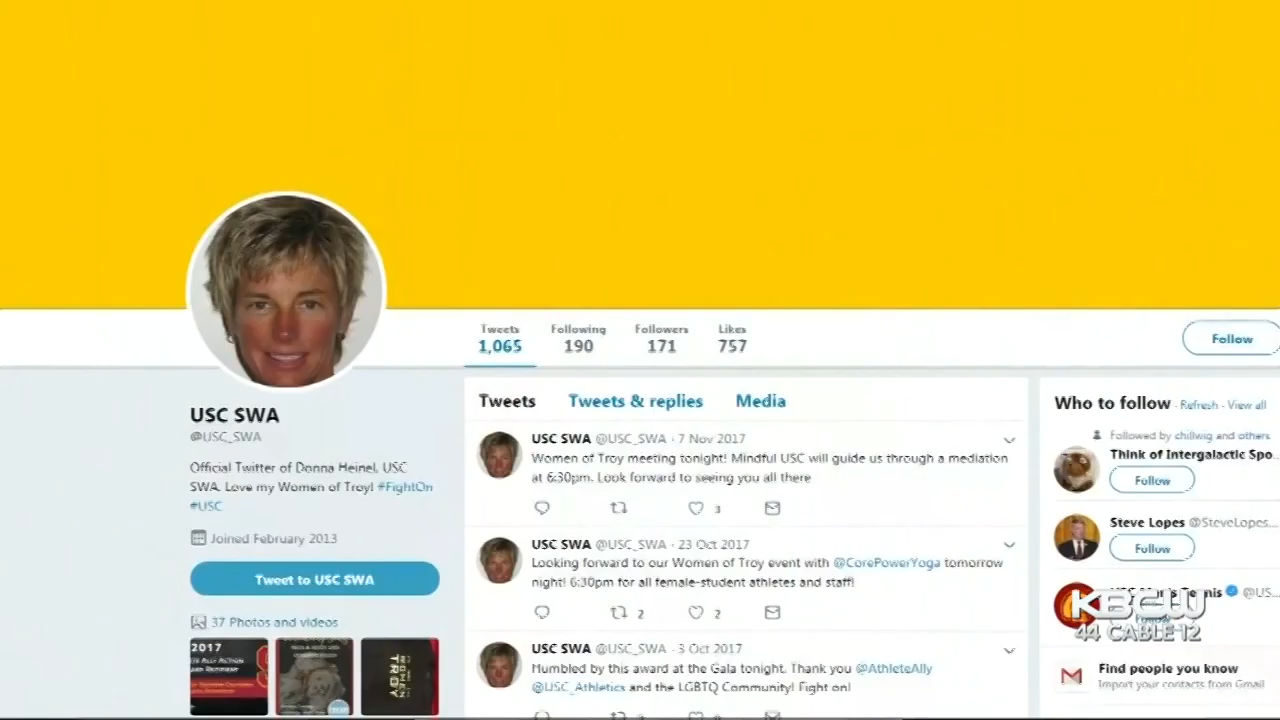 Tweets Following Followers Likes
1,065 190 171 757
Follow
USC SWA
@USC_SWA
Official Twitter of Donna Heinel, USC
SWA. Love my Women of Troy! #FightOn
#USC
Joined February 2013
Tweet to USC SWA
37 Photos and videos
2017
WOMEN
TROY
Tweets Tweets & replies Media
USC SWA @USC_SWA · 7 Nov 2017
Women of Troy meeting tonight! Mindful USC will guide us through a mediation
at 6:30pm. Look forward to seeing you all there
3
USC SWA @USC_SWA · 23 Oct 2017
Looking forward to our Women of Troy event with @CorePowerYoga tomorrow
night! 6:30pm for all female-student athletes and staff!
2 2
USC SWA @USC_SWA · 3 Oct 2017
Humbled by this award at the Gala tonight. Thank you @AthleteAlly
@USC_Athletics and the LGBTQ Community! Fight on!
Who to follow · Refresh · View all
Followed by chillwig and others
Think of Intergalactic Spo...
Follow
Steve Lopes @SteveLopes...
Follow
@US...
KBCW
44 CABLE 12
Find people you know
Import your contacts from Gmail